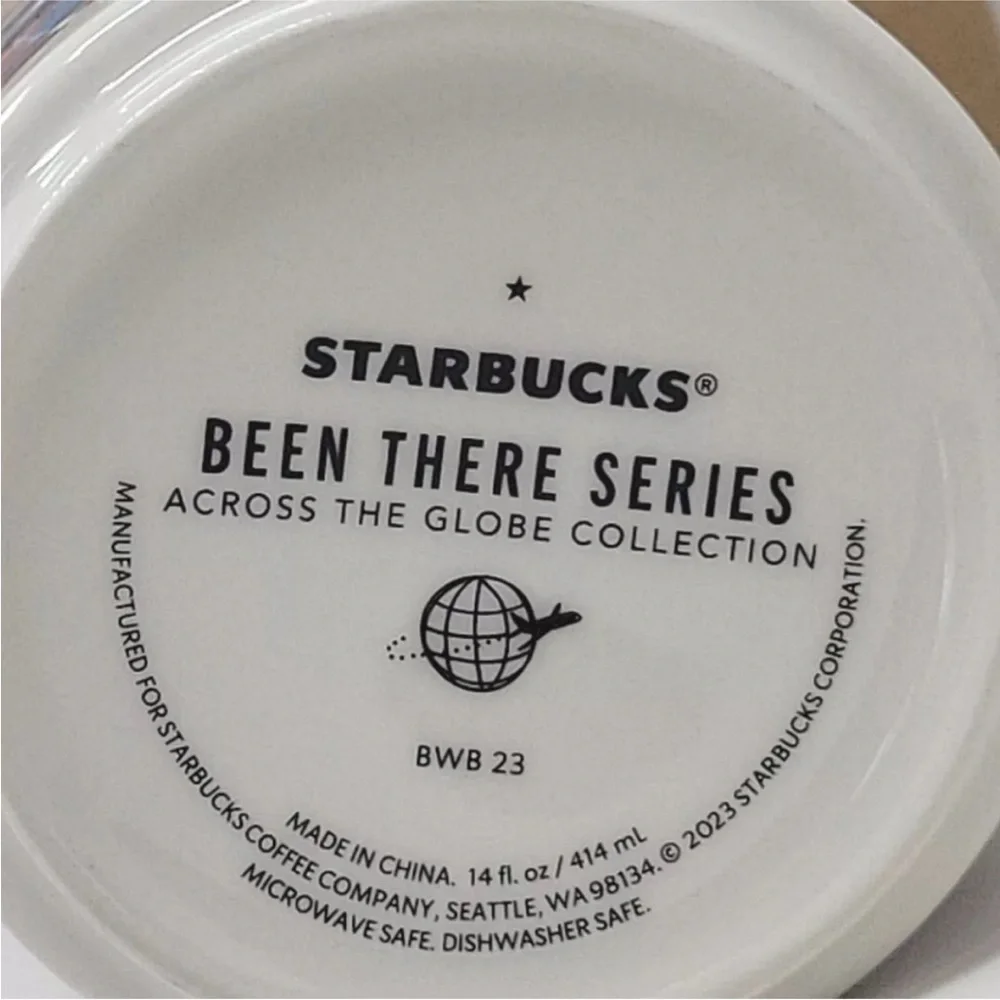 STARBUCKS®
BEEN THERE SERIES
ACROSS THE GLOBE COLLECTION
BWB 23
MADE IN CHINA. 14 fl. oz / 414 mL
MANUFACTURED FOR STARBUCKS COFFEE COMPANY, SEATTLE, WA 98134. © 2023 STARBUCKS CORPORATION.
MICROWAVE SAFE. DISHWASHER SAFE.